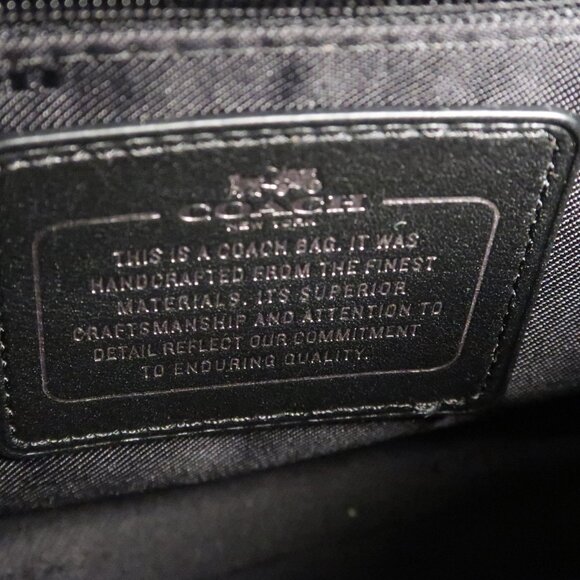 COACH
NEW YORK
THIS IS A COACH BAG. IT WAS
HANDCRAFTED FROM THE FINEST
MATERIALS. ITS SUPERIOR
CRAFTSMANSHIP AND ATTENTION TO
DETAIL REFLECT OUR COMMITMENT
TO ENDURING QUALITY.